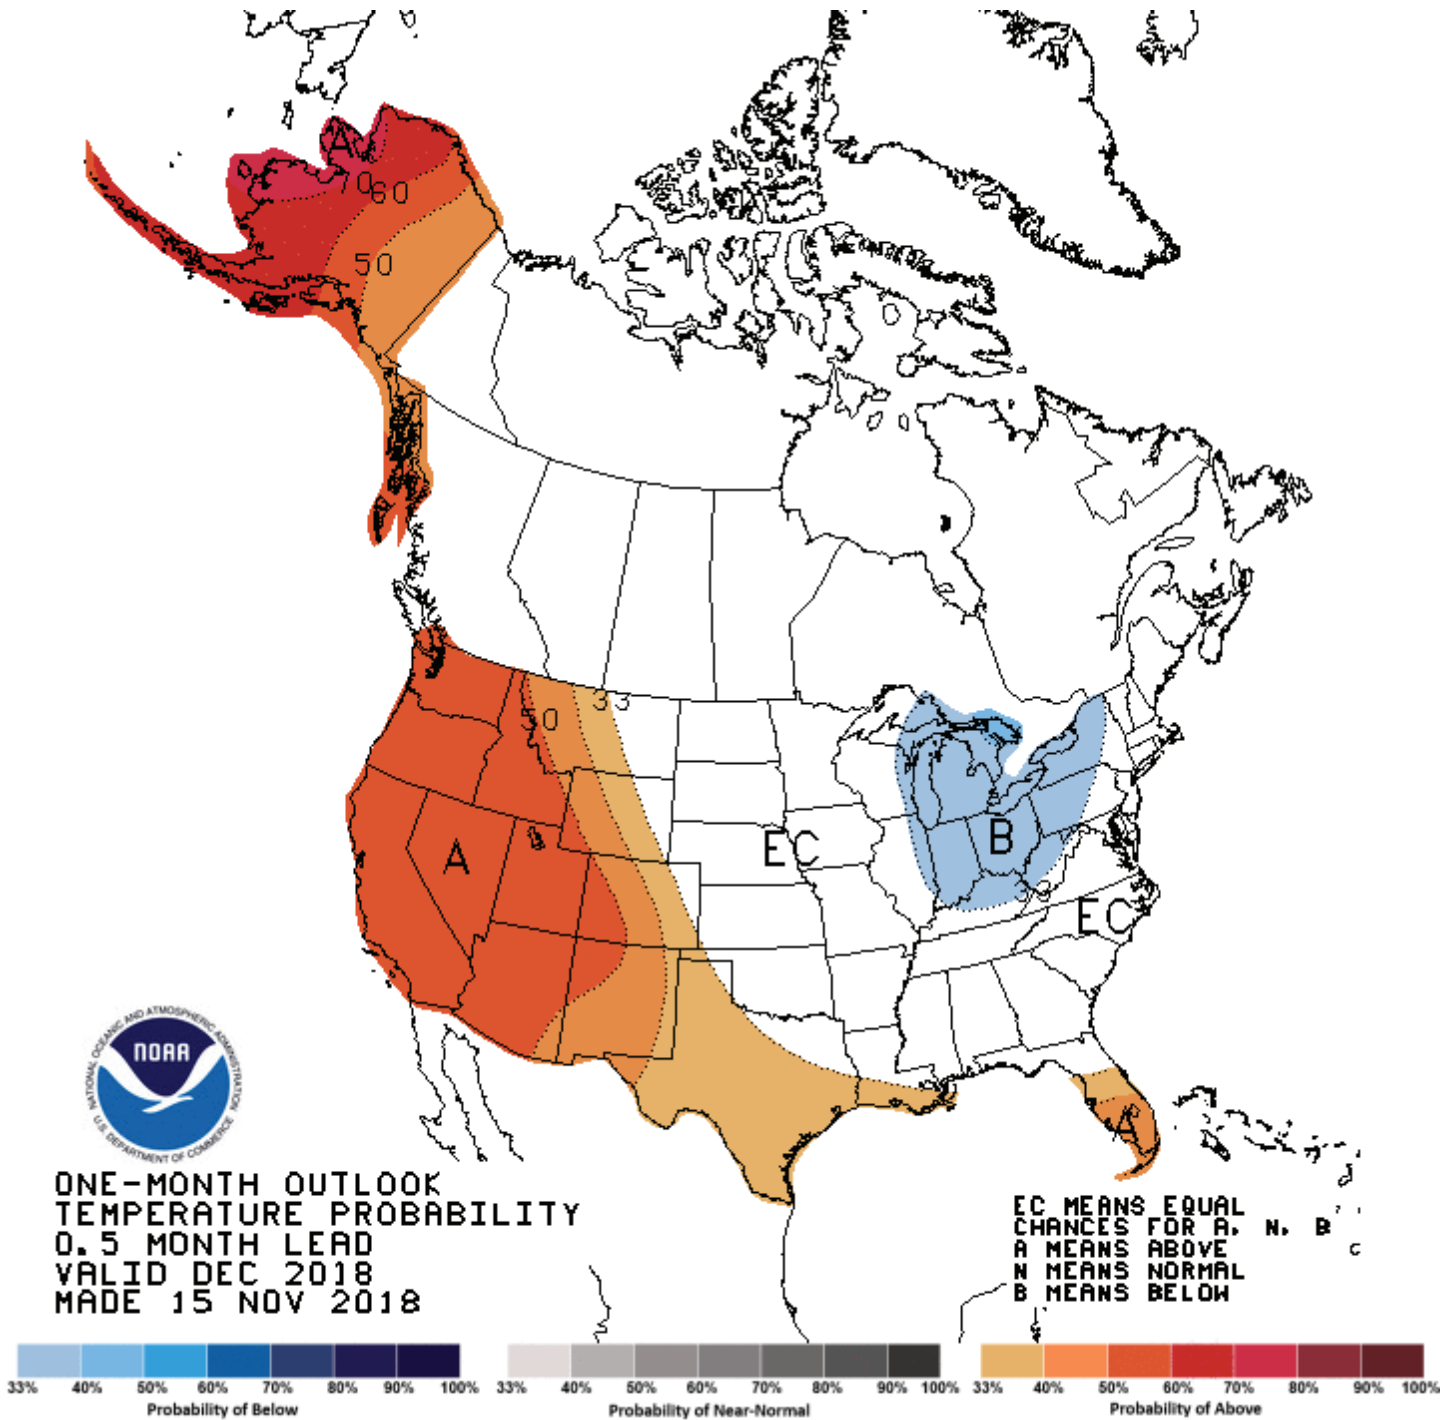 A
70
60
50
33
50
A
EC
B
33
EC
A
NATIONAL OCEANIC AND ATMOSPHERIC ADMINISTRATION
NOAA
U.S. DEPARTMENT OF COMMERCE
ONE-MONTH OUTLOOK
TEMPERATURE PROBABILITY
0.5 MONTH LEAD
VALID DEC 2018
MADE 15 NOV 2018
EC MEANS EQUAL
CHANCES FOR A, N, B
A MEANS ABOVE
N MEANS NORMAL
B MEANS BELOW
33% 40% 50% 60% 70% 80% 90% 100%
Probability of Below
33% 40% 50% 60% 70% 80% 90% 100%
Probability of Near-Normal
33% 40% 50% 60% 70% 80% 90% 100%
Probability of Above